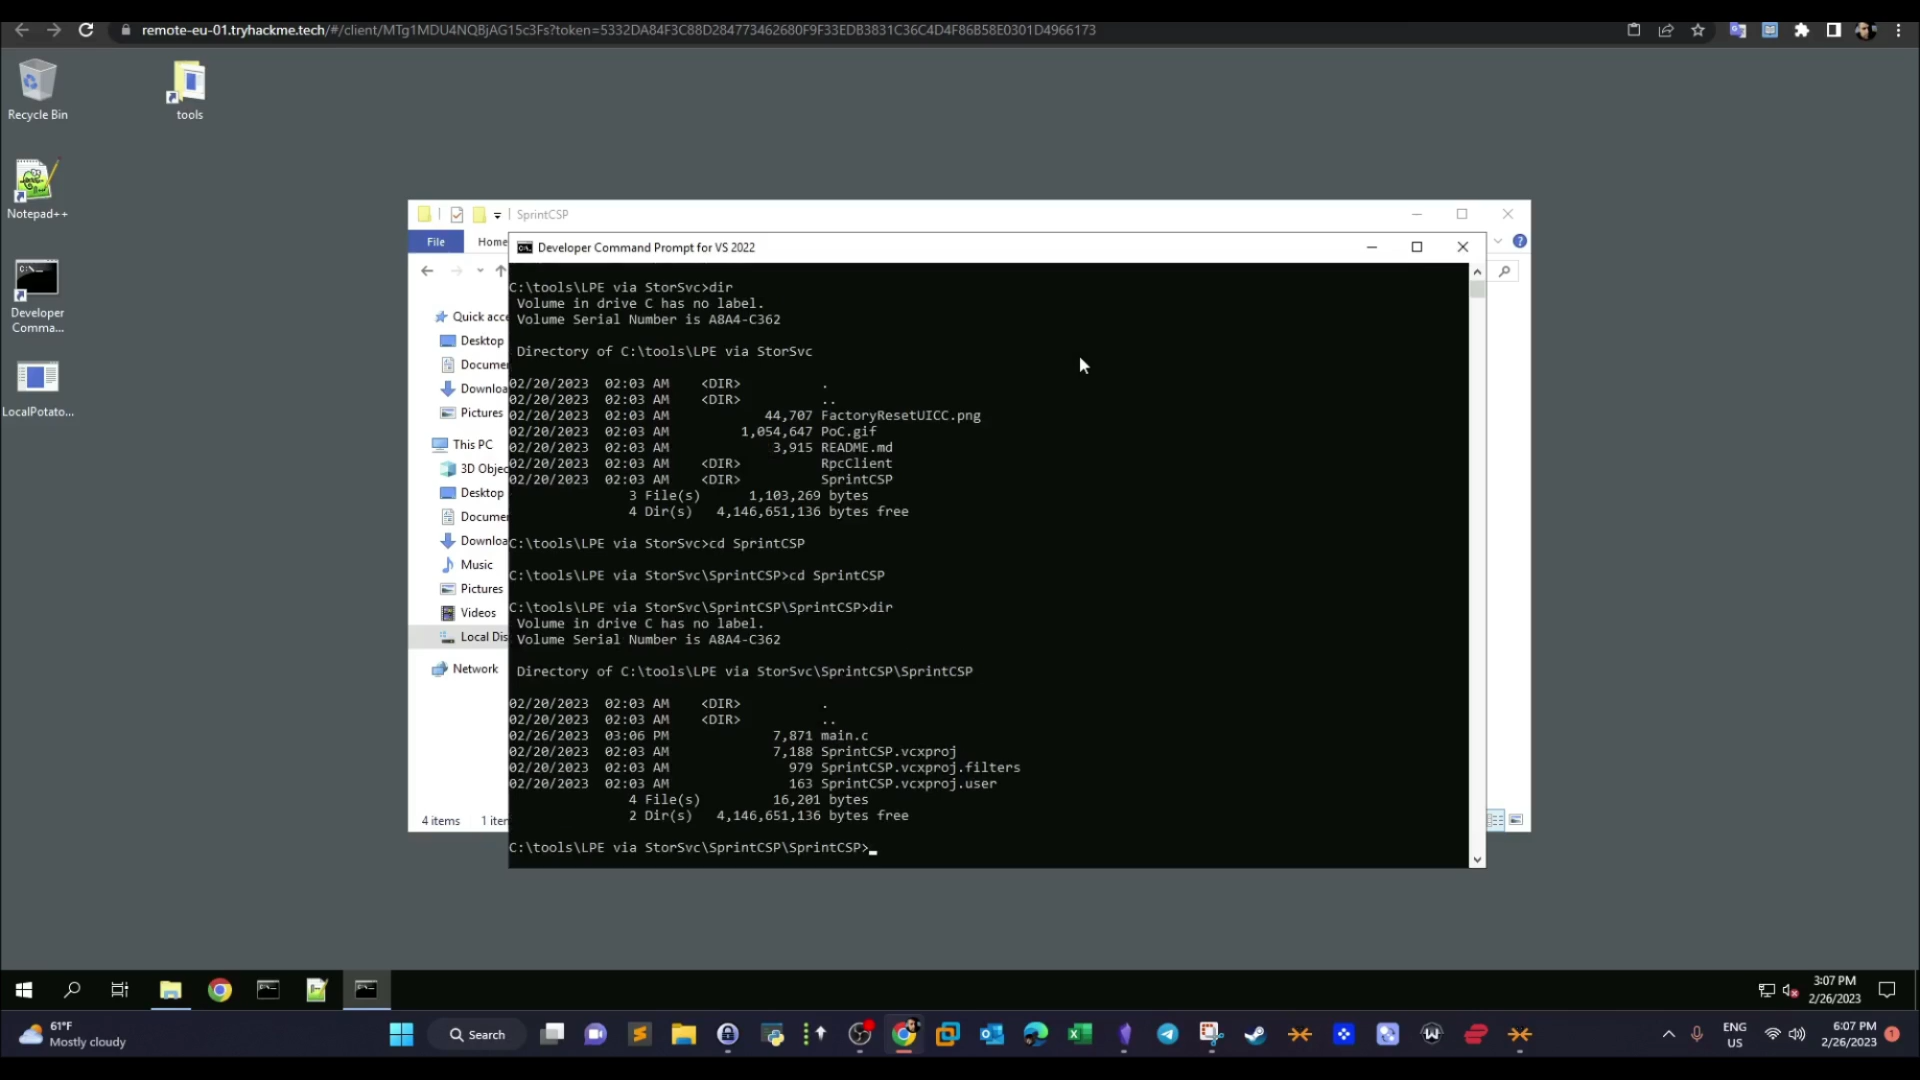 remote-eu-01.tryhackme.tech/#/client/MTg1MDU4NQBjAG15c3Fs?token=5332DA84F3C88D284773462680F9F33EDB3831C36C4D4F86B58E0301D4966173
Recycle Bin
tools
Notepad++
Developer
Comma...
LocalPotato...
SprintCSP
File
Home
Developer Command Prompt for VS 2022
Quick acce
Desktop
Docume
Downloa
Pictures
This PC
3D Objec
Desktop
Docume
Downloa
Music
Pictures
Videos
Local Dis
Network
4 items
1 iter
C:\tools\LPE via StorSvc>dir
Volume in drive C has no label.
Volume Serial Number is A8A4-C362
Directory of C:\tools\LPE via StorSvc
02/20/2023 02:03 AM <DIR> .
02/20/2023 02:03 AM <DIR> ..
02/20/2023 02:03 AM 44,707 FactoryResetUICC.png
02/20/2023 02:03 AM 1,054,647 PoC.gif
02/20/2023 02:03 AM 3,915 README.md
02/20/2023 02:03 AM <DIR> RpcClient
02/20/2023 02:03 AM <DIR> SprintCSP
3 File(s) 1,103,269 bytes
4 Dir(s) 4,146,651,136 bytes free
C:\tools\LPE via StorSvc>cd SprintCSP
C:\tools\LPE via StorSvc\SprintCSP>cd SprintCSP
C:\tools\LPE via StorSvc\SprintCSP\SprintCSP>dir
Volume in drive C has no label.
Volume Serial Number is A8A4-C362
Directory of C:\tools\LPE via StorSvc\SprintCSP\SprintCSP
02/20/2023 02:03 AM <DIR> .
02/20/2023 02:03 AM <DIR> ..
02/26/2023 03:06 PM 7,871 main.c
02/20/2023 02:03 AM 7,188 SprintCSP.vcxproj
02/20/2023 02:03 AM 979 SprintCSP.vcxproj.filters
02/20/2023 02:03 AM 163 SprintCSP.vcxproj.user
4 File(s) 16,201 bytes
2 Dir(s) 4,146,651,136 bytes free
C:\tools\LPE via StorSvc\SprintCSP\SprintCSP>_
3:07 PM
2/26/2023
61°F
Mostly cloudy
Search
ENG
US
6:07 PM
2/26/2023
1